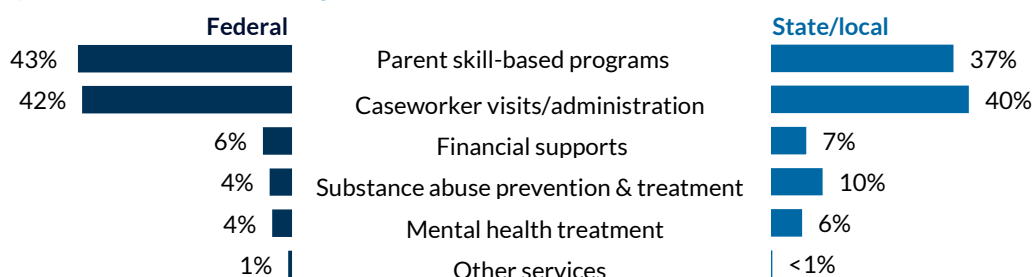 Federal State/local
43% Parent skill-based programs 37%
42% Caseworker visits/administration 40%
6% Financial supports 7%
4% Substance abuse prevention & treatment 10%
4% Mental health treatment 6%
1% Other services <1%